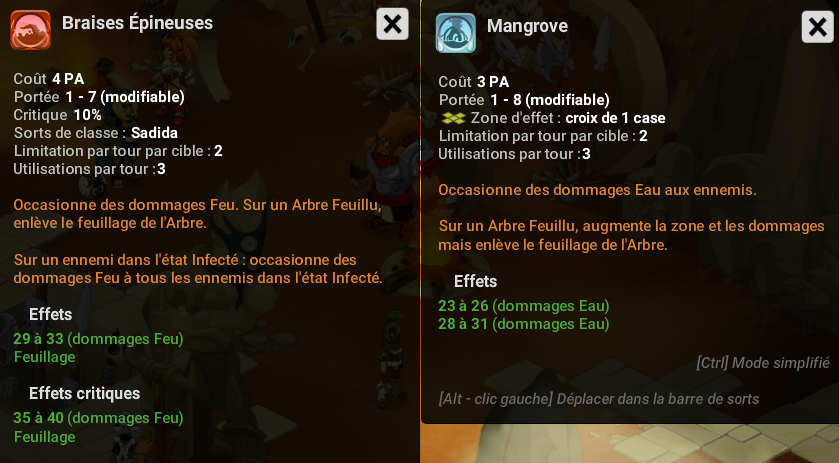 Braises Épineuses
Coût 4 PA
Portée 1 - 7 (modifiable)
Critique 10%
Sorts de classe : Sadida
Limitation par tour par cible : 2
Utilisations par tour : 3
Occasionne des dommages Feu. Sur un Arbre Feuillu,
enlève le feuillage de l'Arbre.
Sur un ennemi dans l'état Infecté : occasionne des
dommages Feu à tous les ennemis dans l'état Infecté.
Effets
29 à 33 (dommages Feu)
Feuillage
Effets critiques
35 à 40 (dommages Feu)
Feuillage
Mangrove
Coût 3 PA
Portée 1 - 8 (modifiable)
Zone d'effet : croix de 1 case
Limitation par tour par cible : 2
Utilisations par tour : 3
Occasionne des dommages Eau aux ennemis.
Sur un Arbre Feuillu, augmente la zone et les dommages
mais enlève le feuillage de l'Arbre.
Effets
23 à 26 (dommages Eau)
28 à 31 (dommages Eau)
[Ctrl] Mode simplifié
[Alt - clic gauche] Déplacer dans la barre de sorts